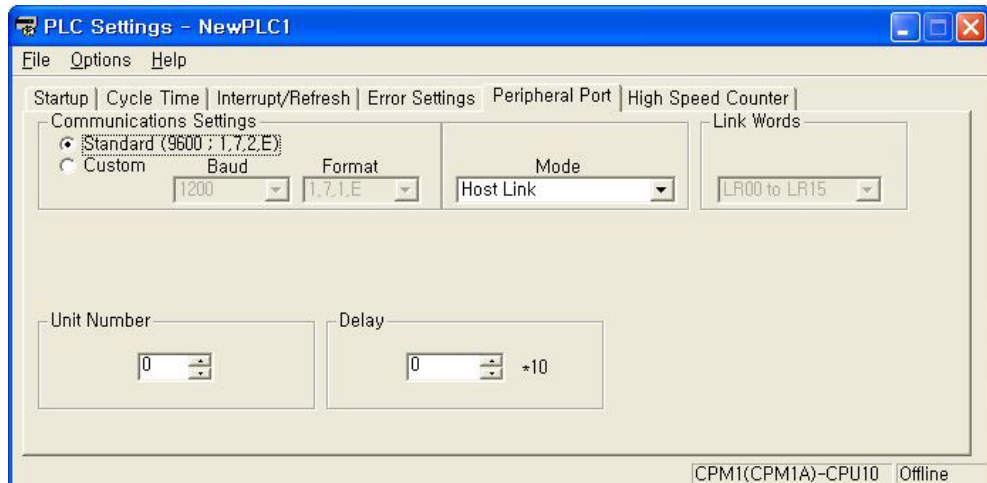 PLC Settings - NewPLC1
File Options Help
Startup | Cycle Time | Interrupt/Refresh | Error Settings | Peripheral Port | High Speed Counter |
Communications Settings
Link Words
Standard (9600 ; 1,7,2,E)
Custom Baud Format Mode
1200 1,7,1,E Host Link LR00 to LR15
Unit Number Delay
0 0 *10
CPM1(CPM1A)-CPU10 Offline